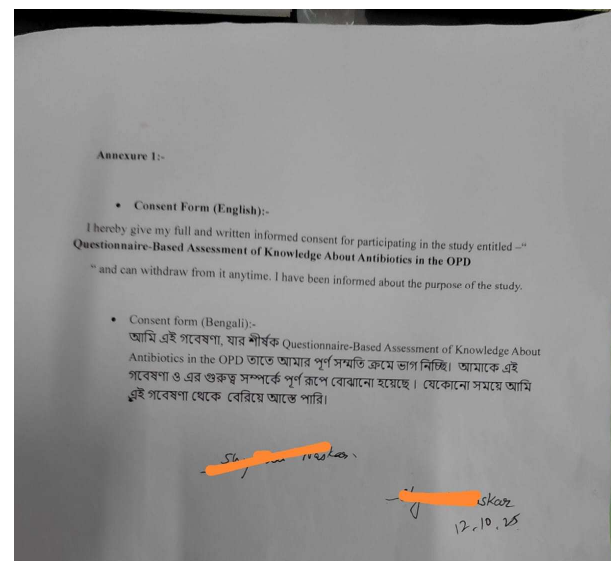 Annexure 1:-
• Consent Form (English):-
I hereby give my full and written informed consent for participating in the study entitled –“
Questionnaire-Based Assessment of Knowledge About Antibiotics in the OPD
“ and can withdraw from it anytime. I have been informed about the purpose of the study.
• Consent form (Bengali):-
আমি এই গবেষণা, যার শীর্ষক Questionnaire-Based Assessment of Knowledge About
Antibiotics in the OPD তাতে আমার পূর্ণ সম্মতি ক্রমে ভাগ নিচ্ছি। আমাকে এই
গবেষণা ও এর গুরুত্ব সম্পর্কে পূর্ণ রূপে বোঝানো হয়েছে। যেকোনো সময়ে আমি
এই গবেষণা থেকে বেরিয়ে আস্তে পারি।
12.10.25